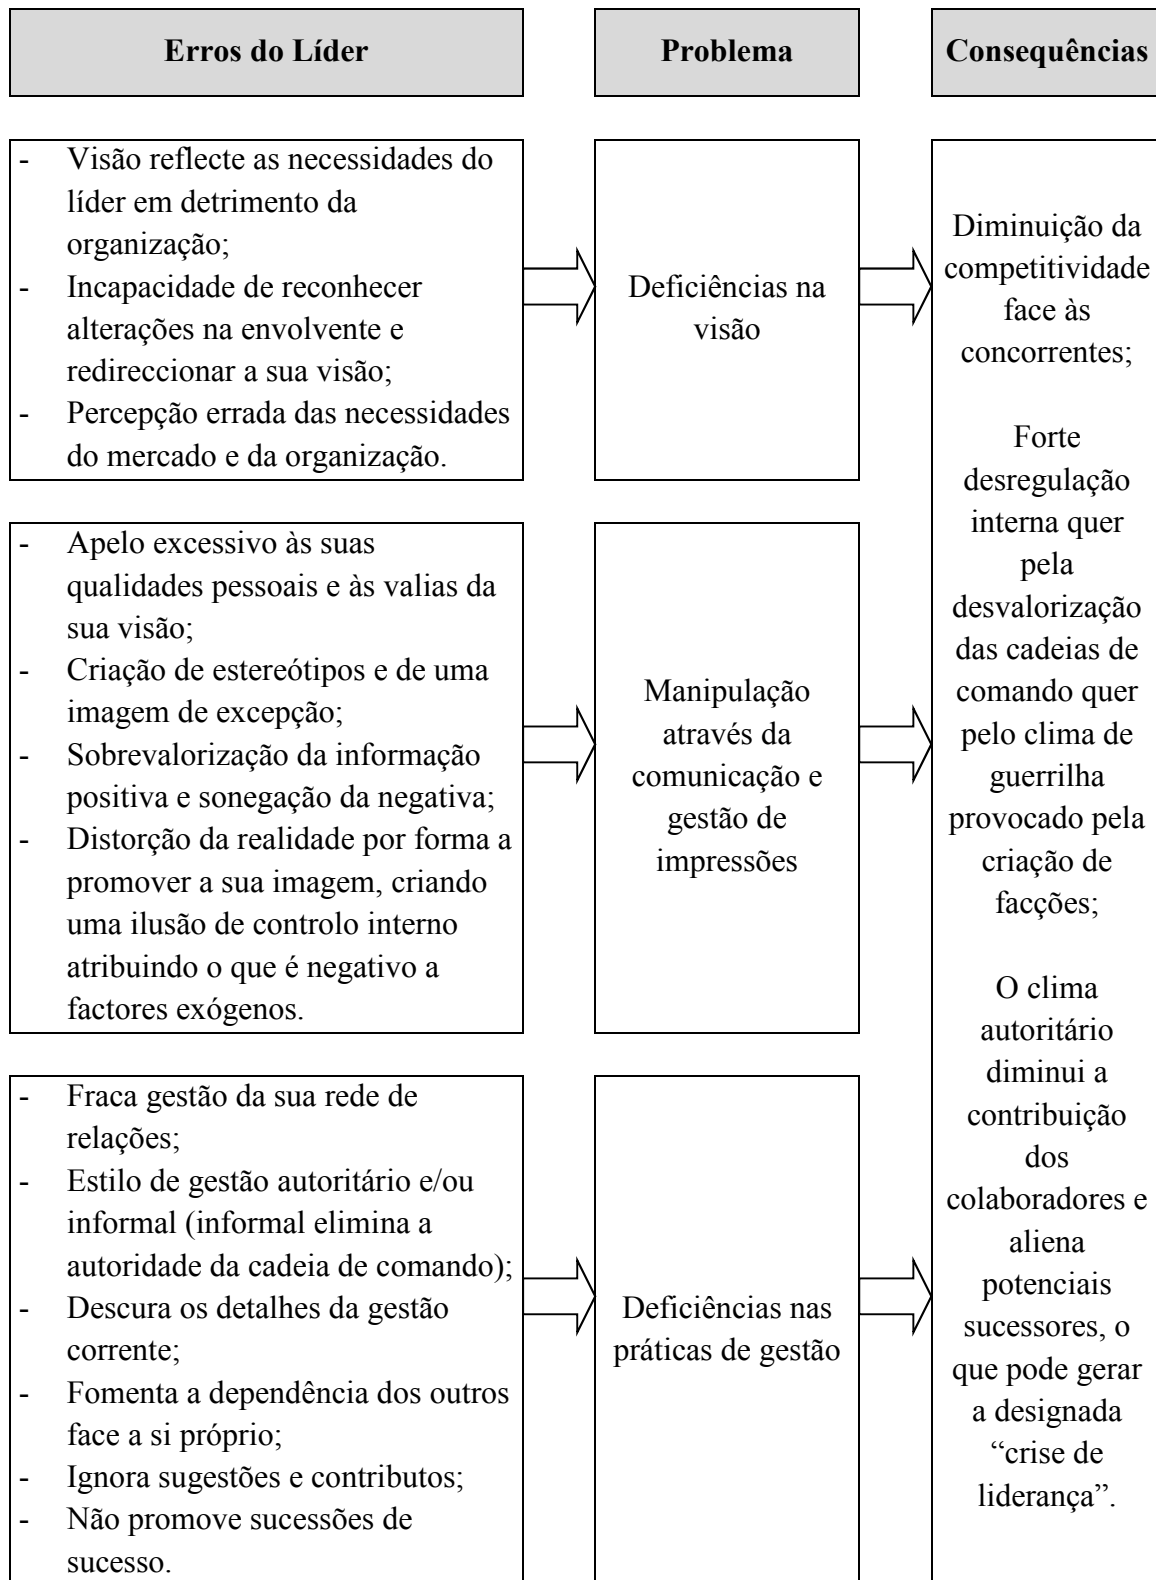 Erros do Líder
Problema
Consequências
- Visão reflecte as necessidades do
líder em detrimento da
organização;
- Incapacidade de reconhecer
alterações na envolvente e
redireccionar a sua visão;
- Percepção errada das necessidades
do mercado e da organização.
Deficiências na
visão
- Apelo excessivo às suas
qualidades pessoais e às valias da
sua visão;
- Criação de estereótipos e de uma
imagem de excepção;
- Sobrevalorização da informação
positiva e sonegação da negativa;
- Distorção da realidade por forma a
promover a sua imagem, criando
uma ilusão de controlo interno
atribuindo o que é negativo a
factores exógenos.
Manipulação
através da
comunicação e
gestão de
impressões
- Fraca gestão da sua rede de
relações;
- Estilo de gestão autoritário e/ou
informal (informal elimina a
autoridade da cadeia de comando);
- Descura os detalhes da gestão
corrente;
- Fomenta a dependência dos outros
face a si próprio;
- Ignora sugestões e contributos;
- Não promove sucessões de
sucesso.
Deficiências nas
práticas de gestão
Diminuição da
competitividade
face às
concorrentes;
Forte
desregulação
interna quer
pela
desvalorização
das cadeias de
comando quer
pelo clima de
guerrilha
provocado pela
criação de
facções;
O clima
autoritário
diminui a
contribuição
dos
colaboradores e
aliena
potenciais
sucessores, o
que pode gerar
a designada
“crise de
liderança”.